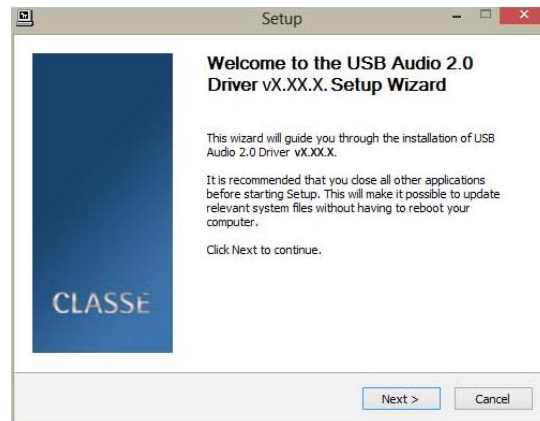 Setup
Welcome to the USB Audio 2.0
Driver vX.XX.X. Setup Wizard
This wizard will guide you through the installation of USB
Audio 2.0 Driver vX.XX.X.
It is recommended that you close all other applications
before starting Setup. This will make it possible to update
relevant system files without having to reboot your
computer.
Click Next to continue.
CLASSE
Next >
Cancel